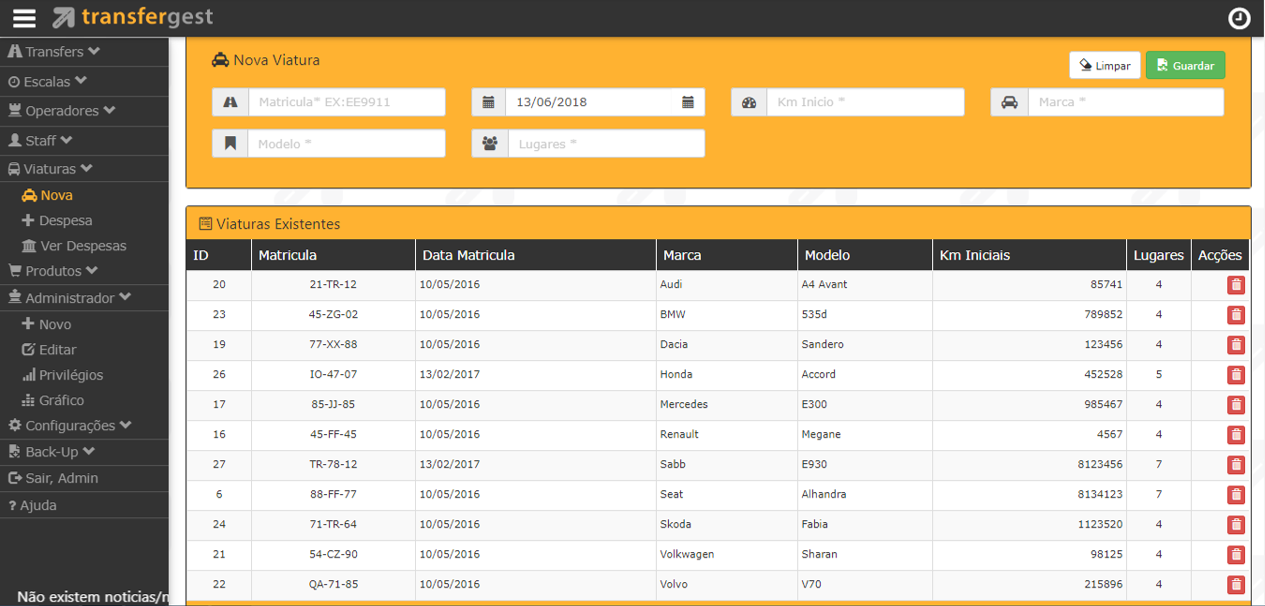 transfergest
Transfers
Escalas
Operadores
Staff
Viaturas
Nova
Despesa
Ver Despesas
Produtos
Administrador
Novo
Editar
Privilégios
Gráfico
Configurações
Back-Up
Sair, Admin
? Ajuda
Não existem noticias/n
Nova Viatura
Limpar Guardar
Matricula* EX:EE9911 13/06/2018 Km Inicio * Marca *
Modelo * Lugares *
Viaturas Existentes
ID Matricula Data Matricula Marca Modelo Km Iniciais Lugares Acções
20 21-TR-12 10/05/2016 Audi A4 Avant 85741 4
23 45-ZG-02 10/05/2016 BMW 535d 789852 4
19 77-XX-88 10/05/2016 Dacia Sandero 123456 4
26 IO-47-07 13/02/2017 Honda Accord 452528 5
17 85-JJ-85 10/05/2016 Mercedes E300 985467 4
16 45-FF-45 10/05/2016 Renault Megane 4567 4
27 TR-78-12 13/02/2017 Sabb E930 8123456 7
6 88-FF-77 10/05/2016 Seat Alhandra 8134123 7
24 71-TR-64 10/05/2016 Skoda Fabia 1123520 4
21 54-CZ-90 10/05/2016 Volkwagen Sharan 98125 4
22 QA-71-85 10/05/2016 Volvo V70 215896 4